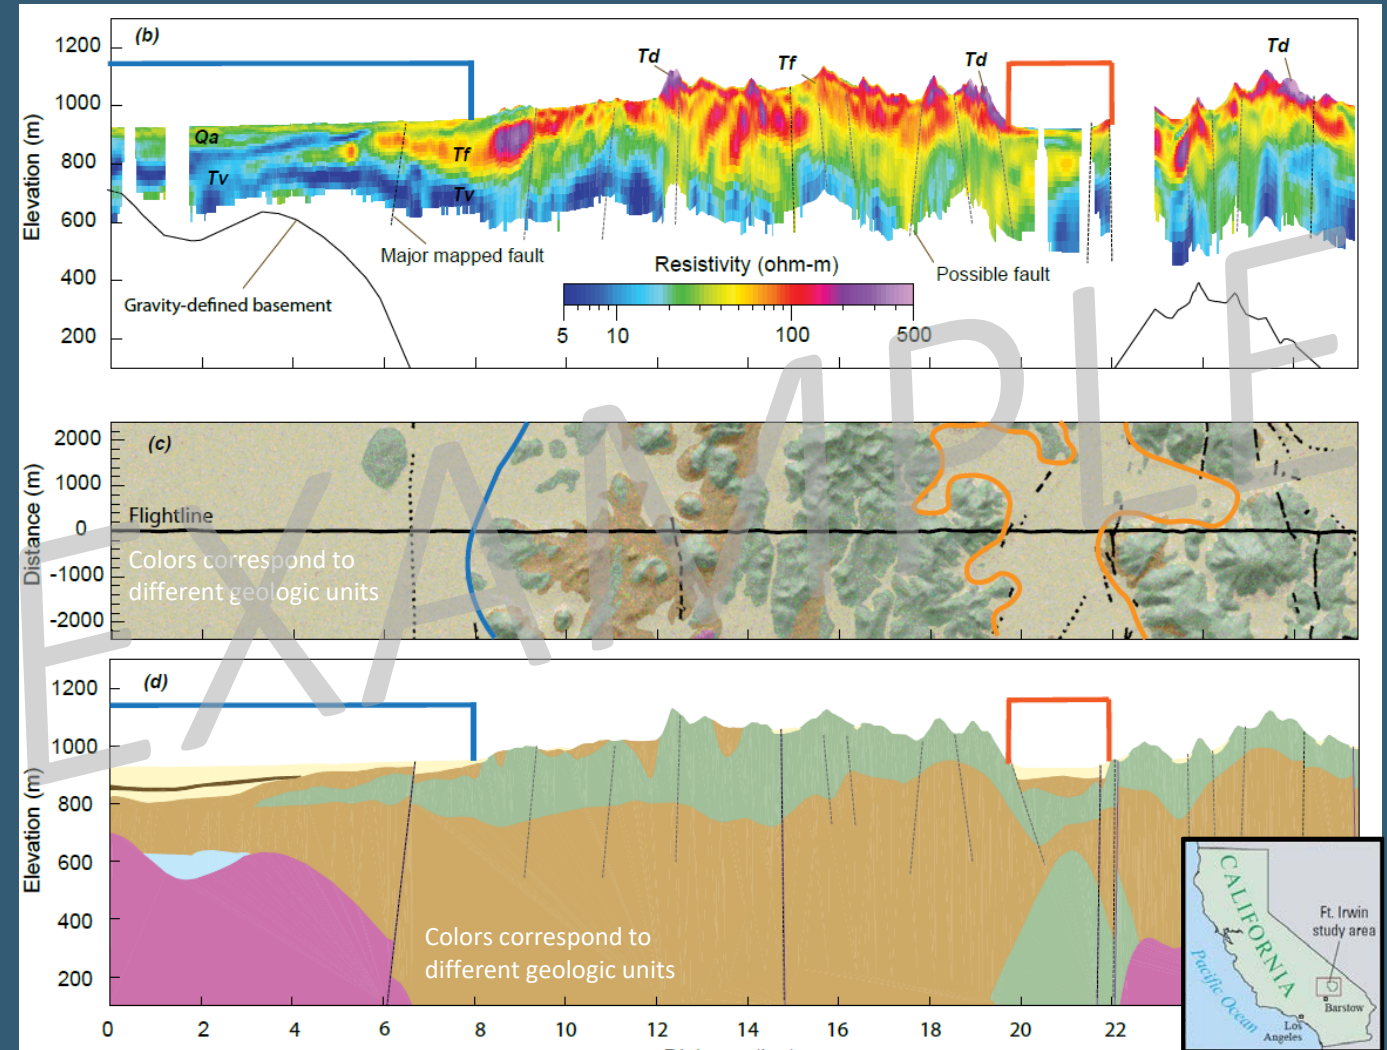 (b)
1200
1000
800
600
400
200
Elevation (m)
Td
Tf
Td
Td
Qa
Tv
Tf
Tv
Major mapped fault
Gravity-defined basement
Possible fault
Resistivity (ohm-m)
5 10 100 500
(c)
2000
1000
0
-1000
-2000
Distance (m)
Flightline
Colors correspond to
different geologic units
EXAMPLE
(d)
1200
1000
800
600
400
200
Elevation (m)
Colors correspond to
different geologic units
0 2 4 6 8 10 12 14 16 18 20 22
CALIFORNIA
Pacific Ocean
Ft. Irwin
study area
Barstow
Los
Angeles